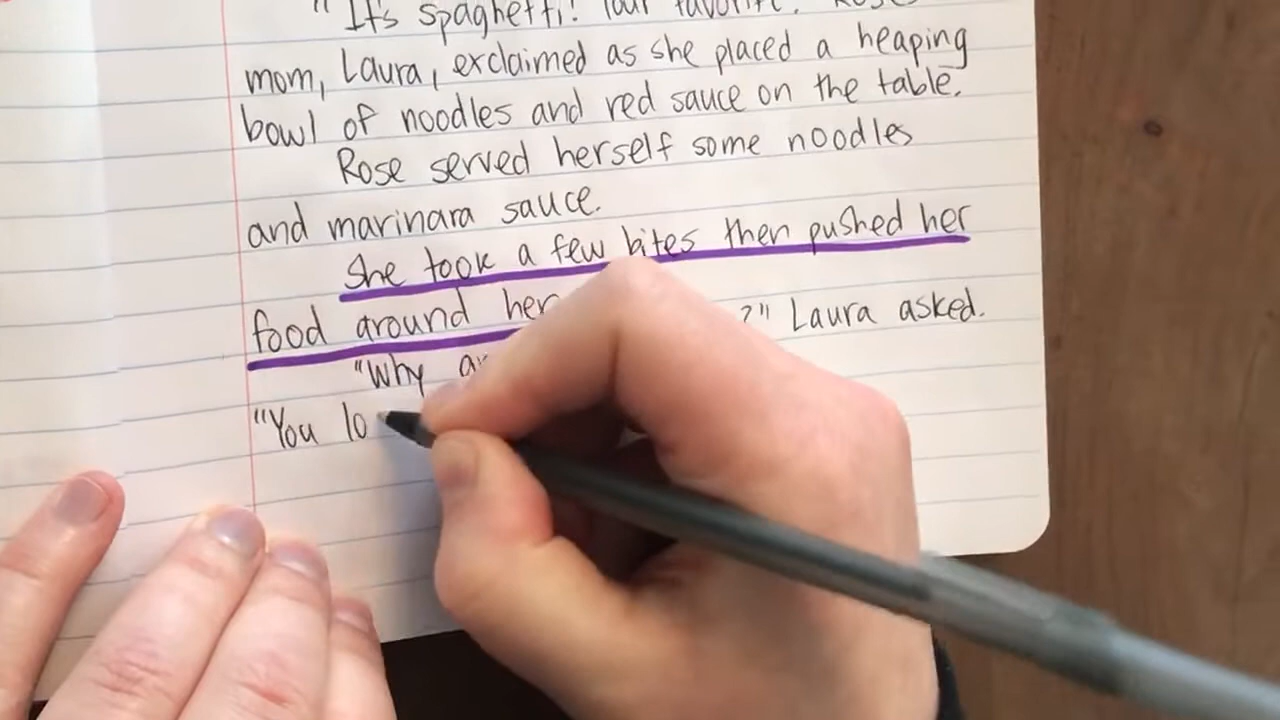 "It's spaghetti! Your favorite." Rose's
mom, Laura, exclaimed as she placed a heaping
bowl of noodles and red sauce on the table.
Rose served herself some noodles
and marinara sauce.
She took a few bites then pushed her
food around her
"Why ?" Laura asked.
"You lo